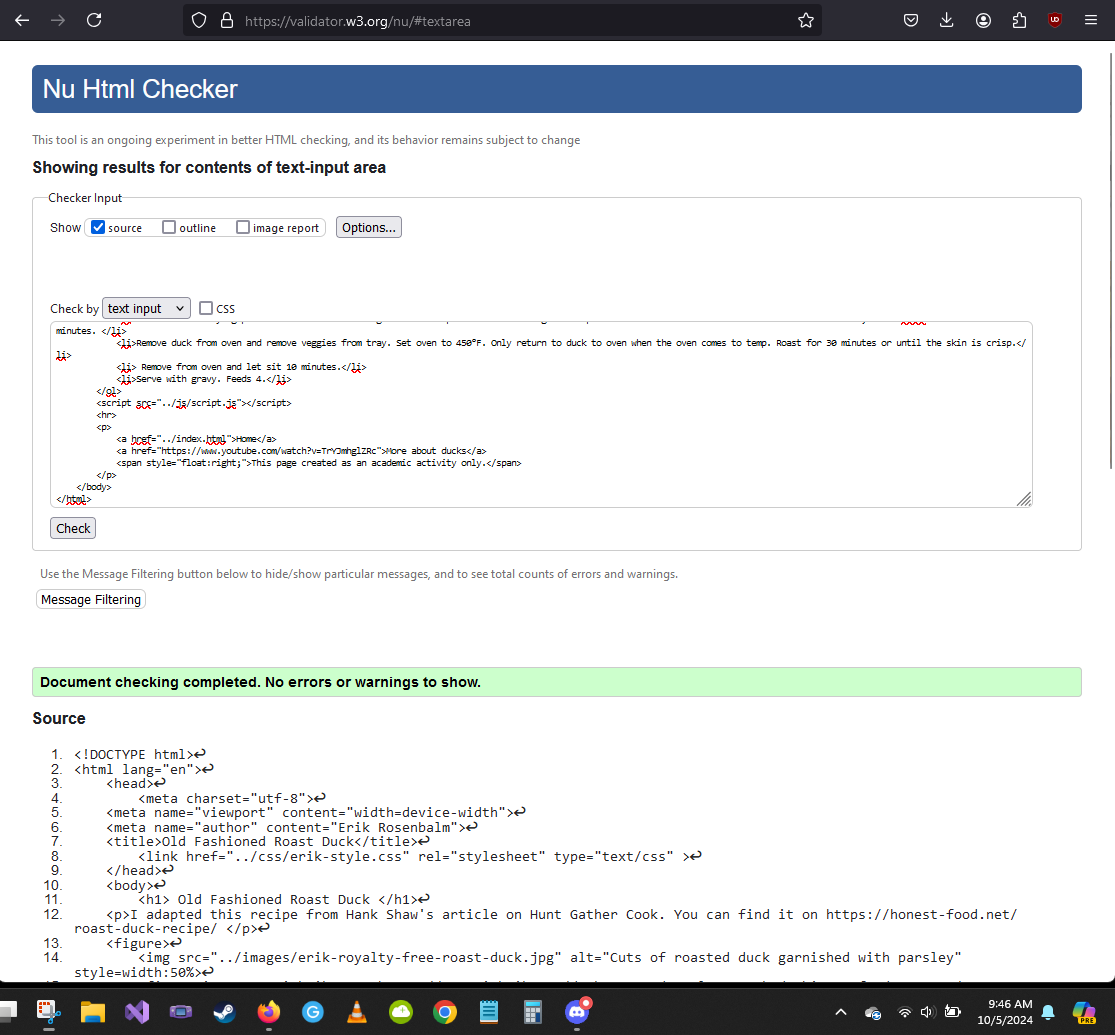 https://validator.w3.org/nu/#textarea
Nu Html Checker
This tool is an ongoing experiment in better HTML checking, and its behavior remains subject to change
Showing results for contents of text-input area
Checker Input
Show source outline image report Options...
Check by text input CSS
minutes. </li>
<li>Remove duck from oven and remove veggies from tray. Set oven to 450°F. Only return to duck to oven when the oven comes to temp. Roast for 30 minutes or until the skin is crisp.</
li>
<li> Remove from oven and let sit 10 minutes.</li>
<li>Serve with gravy. Feeds 4.</li>
</ol>
<script src="../js/script.js"></script>
<hr>
<p>
<a href="../index.html">Home</a>
<a href="https://www.youtube.com/watch?v=TrYJmhglZRc">More about ducks</a>
<span style="float:right;">This page created as an academic activity only.</span>
</p>
</body>
</html>
Check
Use the Message Filtering button below to hide/show particular messages, and to see total counts of errors and warnings.
Message Filtering
Document checking completed. No errors or warnings to show.
Source
1. <!DOCTYPE html>↩
2. <html lang="en">↩
3. <head>↩
4. <meta charset="utf-8">↩
5. <meta name="viewport" content="width=device-width">↩
6. <meta name="author" content="Erik Rosenbalm">↩
7. <title>Old Fashioned Roast Duck</title>↩
8. <link href="../css/erik-style.css" rel="stylesheet" type="text/css" >↩
9. </head>↩
10. <body>↩
11. <h1> Old Fashioned Roast Duck </h1>↩
12. <p>I adapted this recipe from Hank Shaw's article on Hunt Gather Cook. You can find it on https://honest-food.net/
roast-duck-recipe/ </p>↩
13. <figure>↩
14. <img src="../images/erik-royalty-free-roast-duck.jpg" alt="Cuts of roasted duck garnished with parsley"
style=width:50%>↩
9:46 AM
10/5/2024
PRE